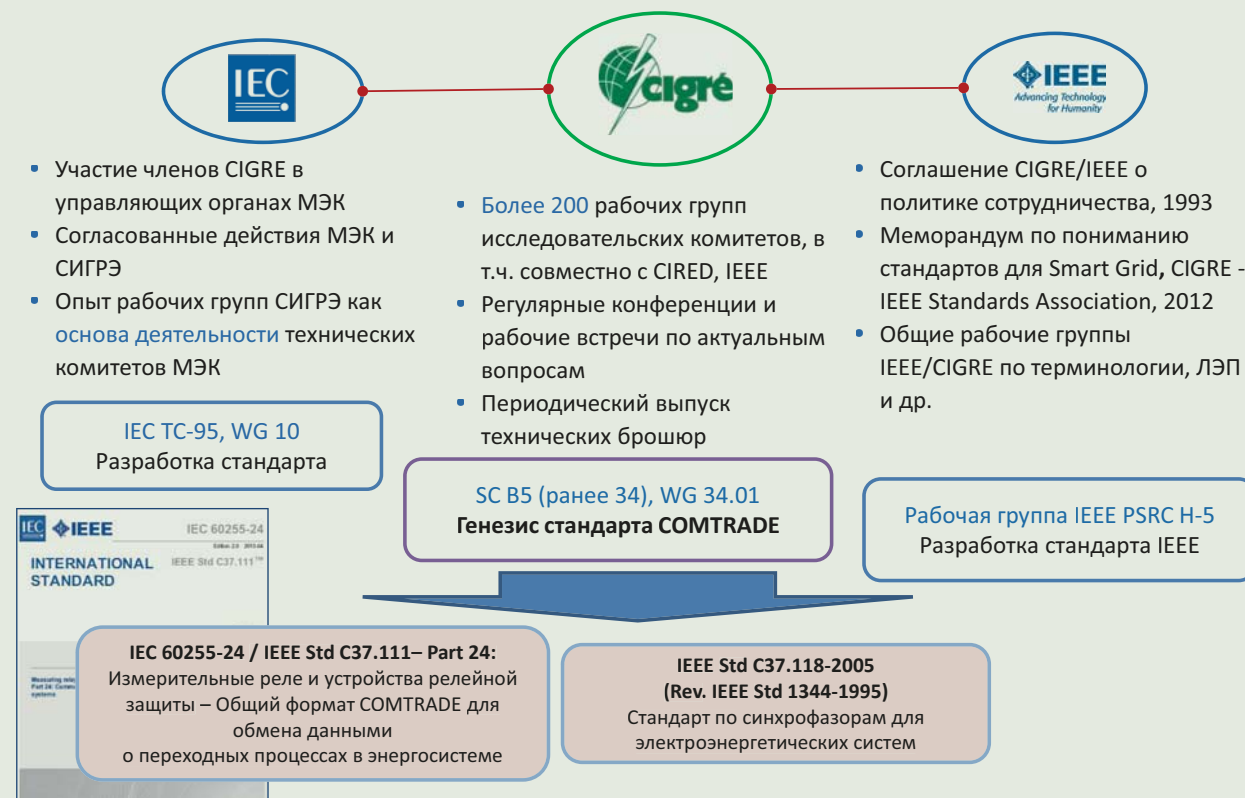 IEC
cigré
IEEE
Advancing Technology
for Humanity
• Участие членов CIGRE в
управляющих органах МЭК
• Согласованные действия МЭК и
СИГРЭ
• Опыт рабочих групп СИГРЭ как
основа деятельности технических
комитетов МЭК
• Более 200 рабочих групп
исследовательских комитетов, в
т.ч. совместно с CIRED, IEEE
• Регулярные конференции и
рабочие встречи по актуальным
вопросам
• Периодический выпуск
технических брошюр
• Соглашение CIGRE/IEEE о
политике сотрудничества, 1993
• Меморандум по пониманию
стандартов для Smart Grid, CIGRE -
IEEE Standards Association, 2012
• Общие рабочие группы
IEEE/CIGRE по терминологии, ЛЭП
и др.
IEC TC-95, WG 10
Разработка стандарта
SC B5 (ранее 34), WG 34.01
Генезис стандарта COMTRADE
Рабочая группа IEEE PSRC H-5
Разработка стандарта IEEE
IEC IEEE IEC 60255-24
INTERNATIONAL
STANDARD
IEEE Std C37.111™
IEC 60255-24 / IEEE Std C37.111– Part 24:
Измерительные реле и устройства релейной
защиты – Общий формат COMTRADE для
обмена данными
о переходных процессах в энергосистеме
IEEE Std C37.118-2005
(Rev. IEEE Std 1344-1995)
Стандарт по синхрофазорам для
электроэнергетических систем